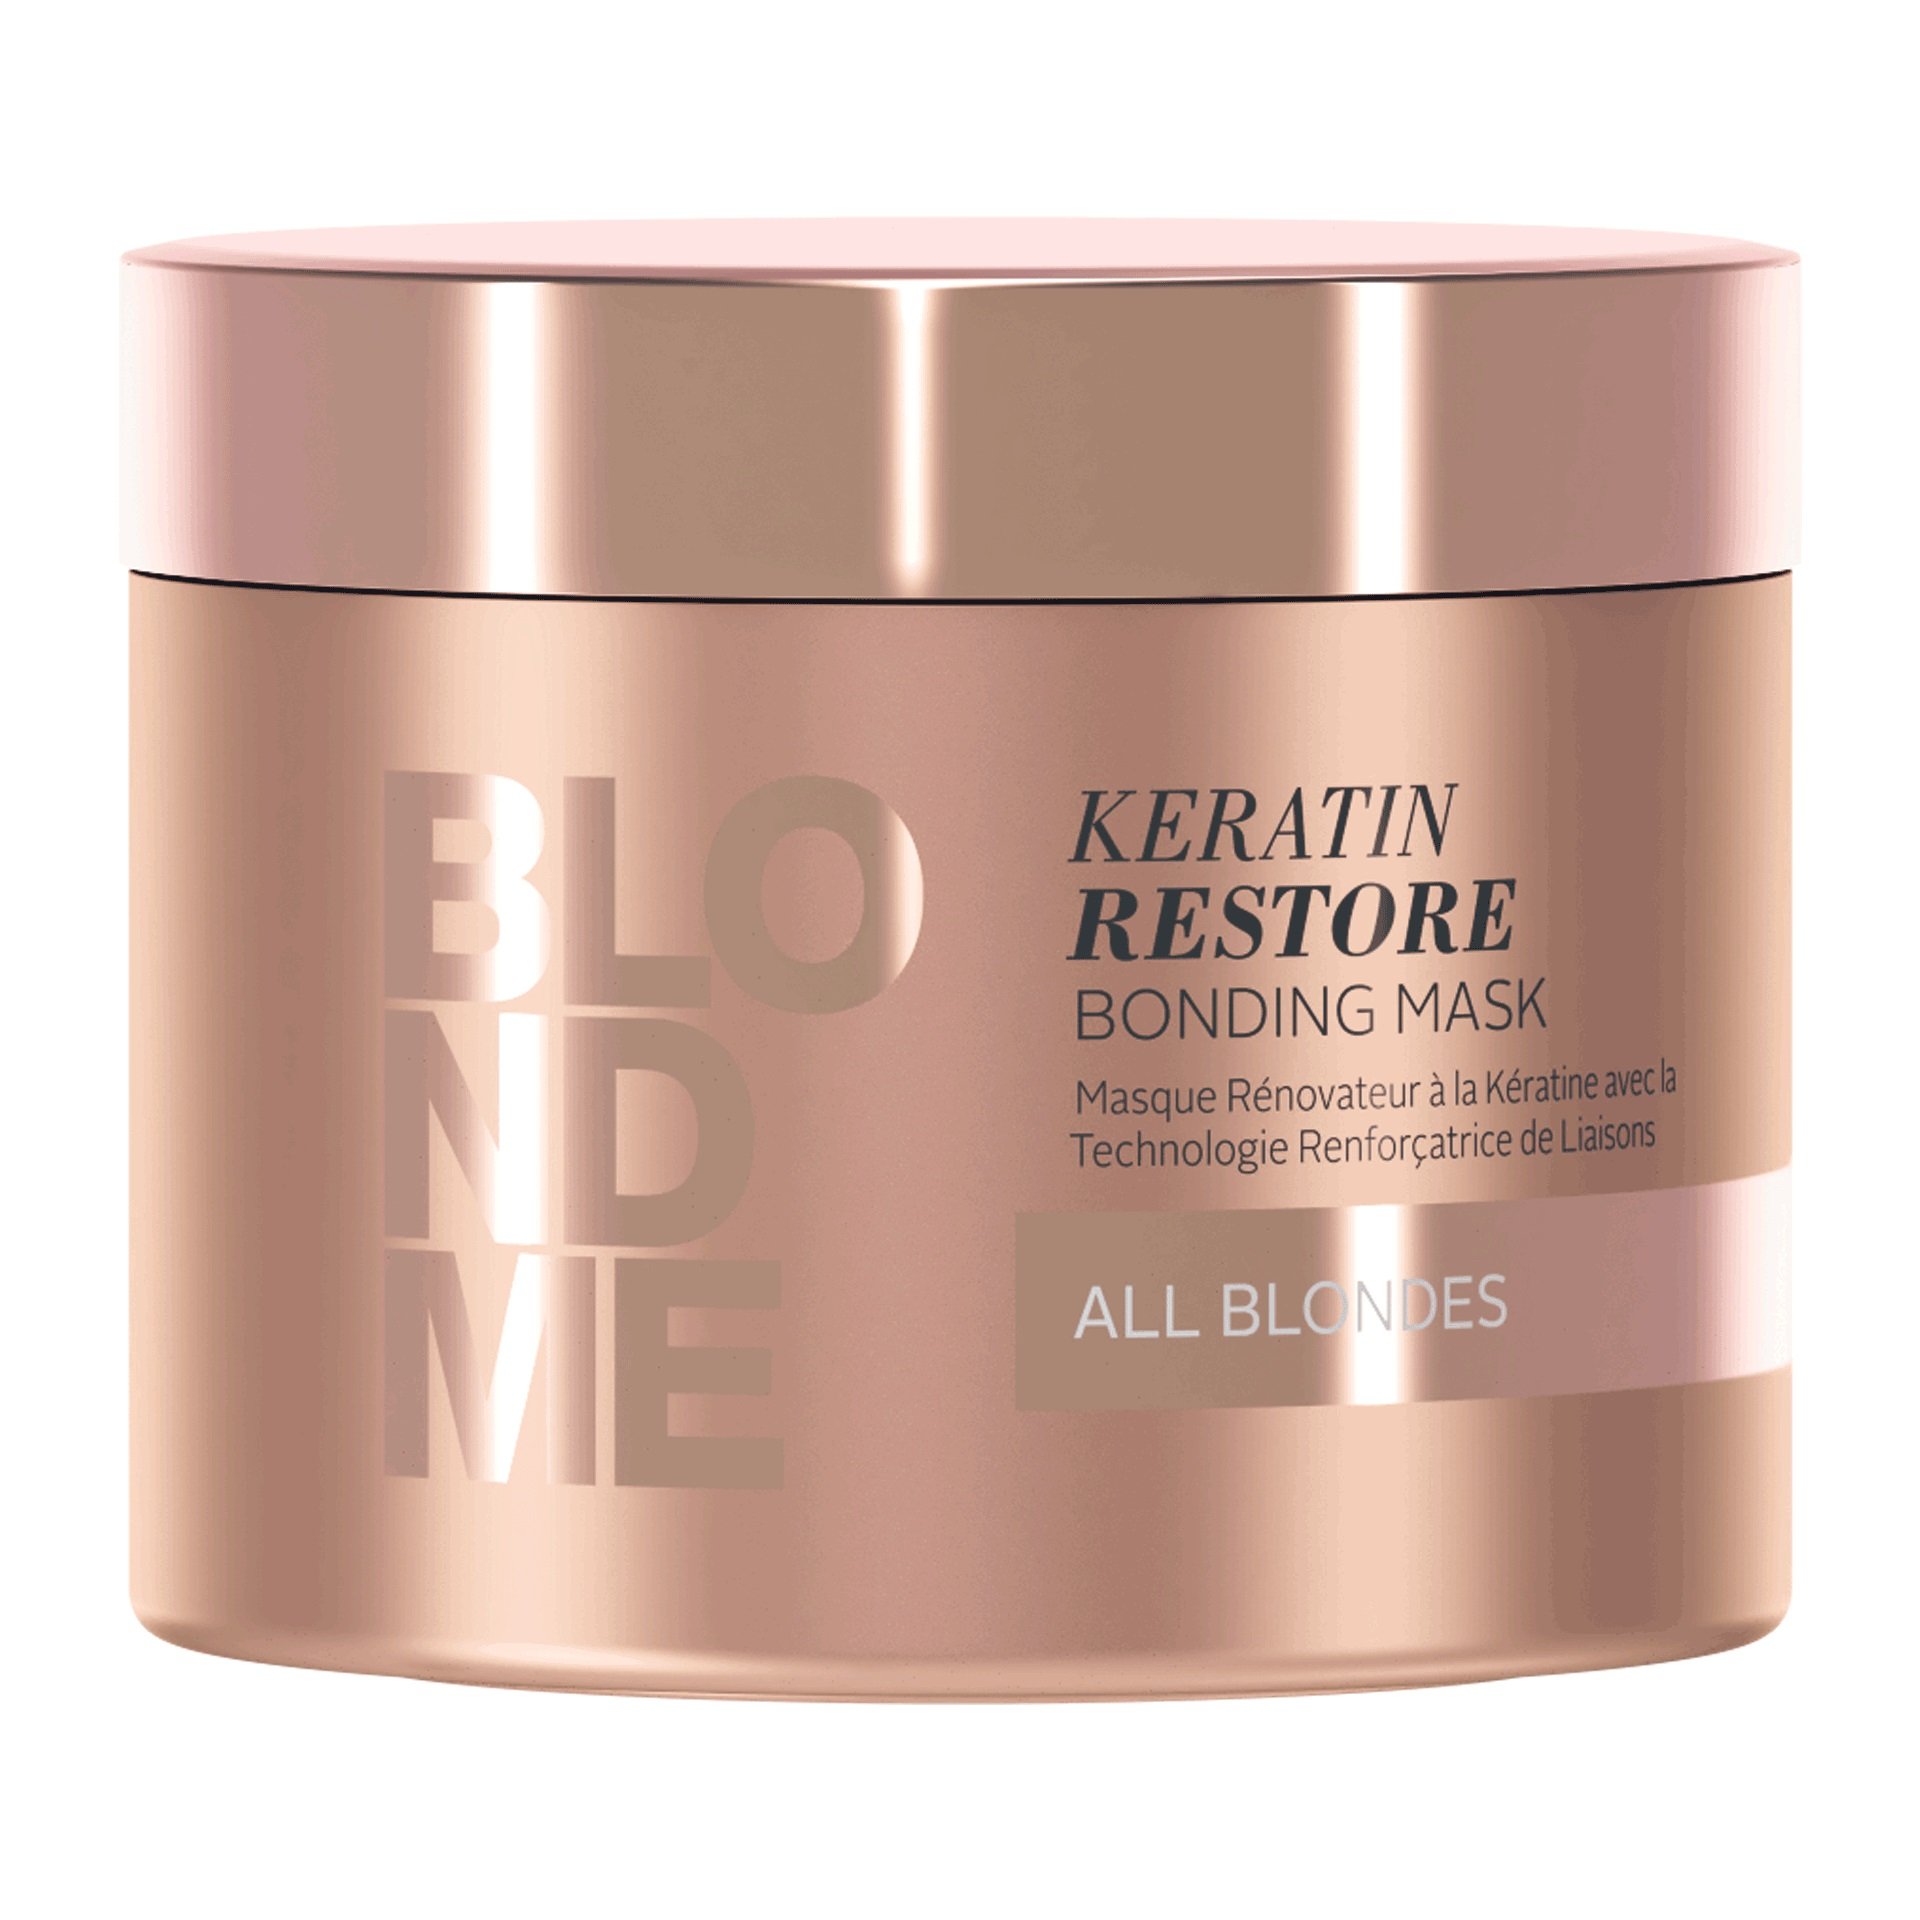 BLO
ND
ME
KERATIN
RESTORE
BONDING MASK
Masque Rénovateur à la Kératine avec la
Technologie Renforçatrice de Liaisons
ALL BLONDES